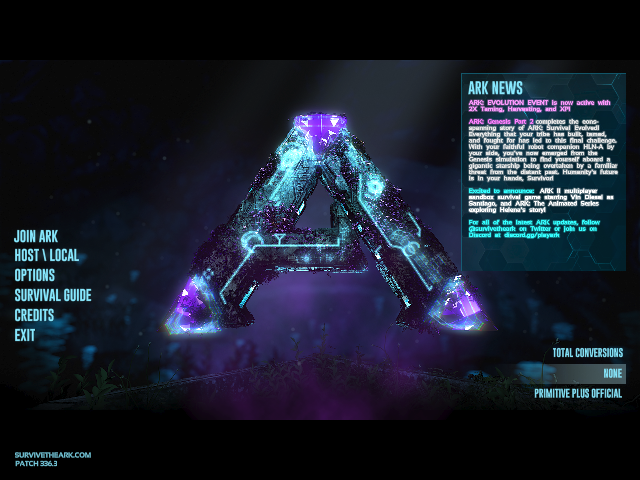 ARK NEWS
ARK: EVOLUTION EVENT is now active with
2X Taming, Harvesting, and XP!
ARK: Genesis Part 2 completes the eons-
spanning story of ARK: Survival Evolved!
Everything that your tribe has built, tamed,
and fought for has led to this final challenge.
With your faithful robot companion HLN-A by
your side, you've now emerged from the
Genesis simulation to find yourself aboard a
gigantic starship being overtaken by a familiar
threat from the distant past. Humanity's future
is in your hands, Survivor!
Excited to announce: ARK II multiplayer
sandbox survival game starring Vin Diesel as
Santiago, and ARK: The Animated Series
exploring Helena's story!
For all of the latest ARK updates, follow
@survivetheark on Twitter or join us on
Discord at discord.gg/playark
JOIN ARK
HOST \ LOCAL
OPTIONS
SURVIVAL GUIDE
CREDITS
EXIT
TOTAL CONVERSIONS
NONE
PRIMITIVE PLUS OFFICIAL
SURVIVETHEARK.COM
PATCH 336.3